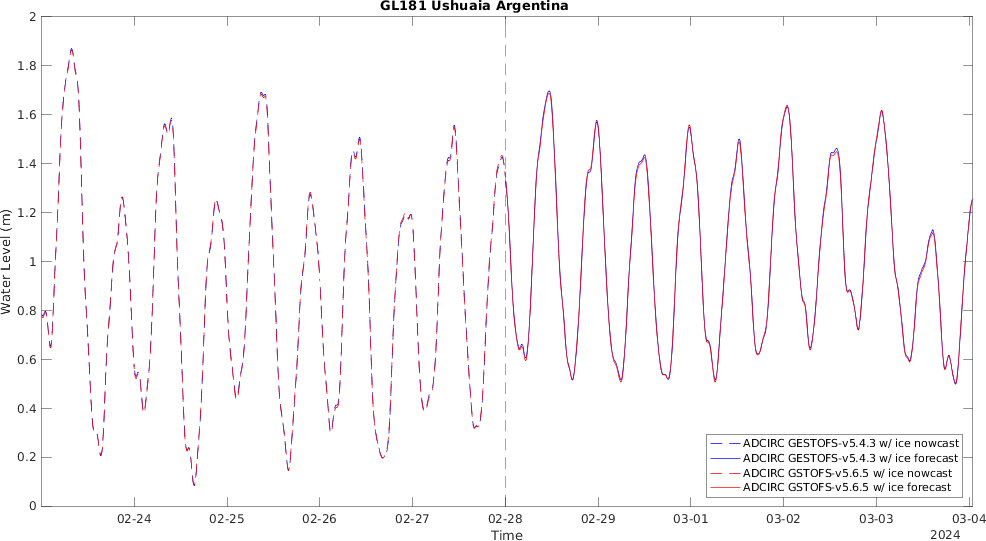 GL181 Ushuaia Argentina
Water Level (m)
2
1.8
1.6
1.4
1.2
1
0.8
0.6
0.4
0.2
0
ADCIRC GESTOFS-v5.4.3 w/ ice nowcast
ADCIRC GESTOFS-v5.4.3 w/ ice forecast
ADCIRC GSTOFS-v5.6.5 w/ ice nowcast
ADCIRC GSTOFS-v5.6.5 w/ ice forecast
02-24 02-25 02-26 02-27 02-28 02-29 03-01 03-02 03-03 03-04
Time
2024